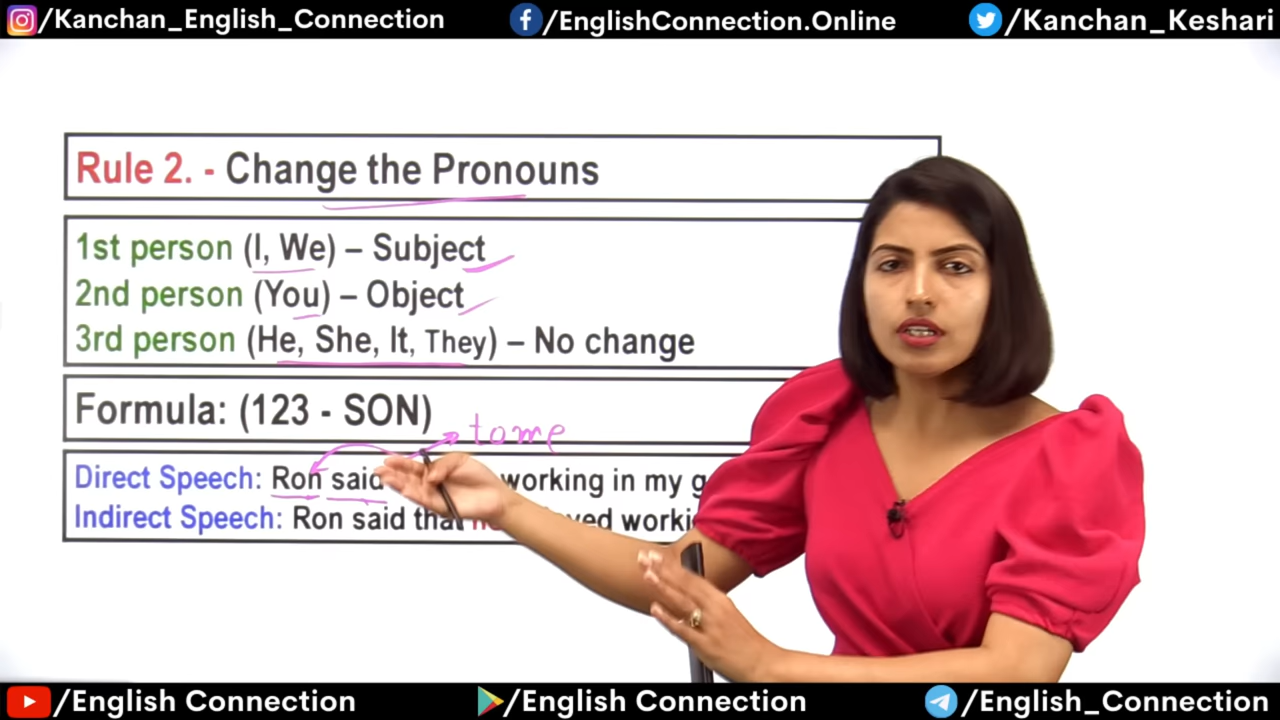 /Kanchan_English_Connection /EnglishConnection.Online /Kanchan_Keshari
Rule 2. - Change the Pronouns
1st person (I, We) – Subject
2nd person (You) – Object
3rd person (He, She, It, They) – No change
Formula: (123 - SON)
to me
Direct Speech: Ron said working in my
Indirect Speech: Ron said that
/English Connection /English Connection /English_Connection